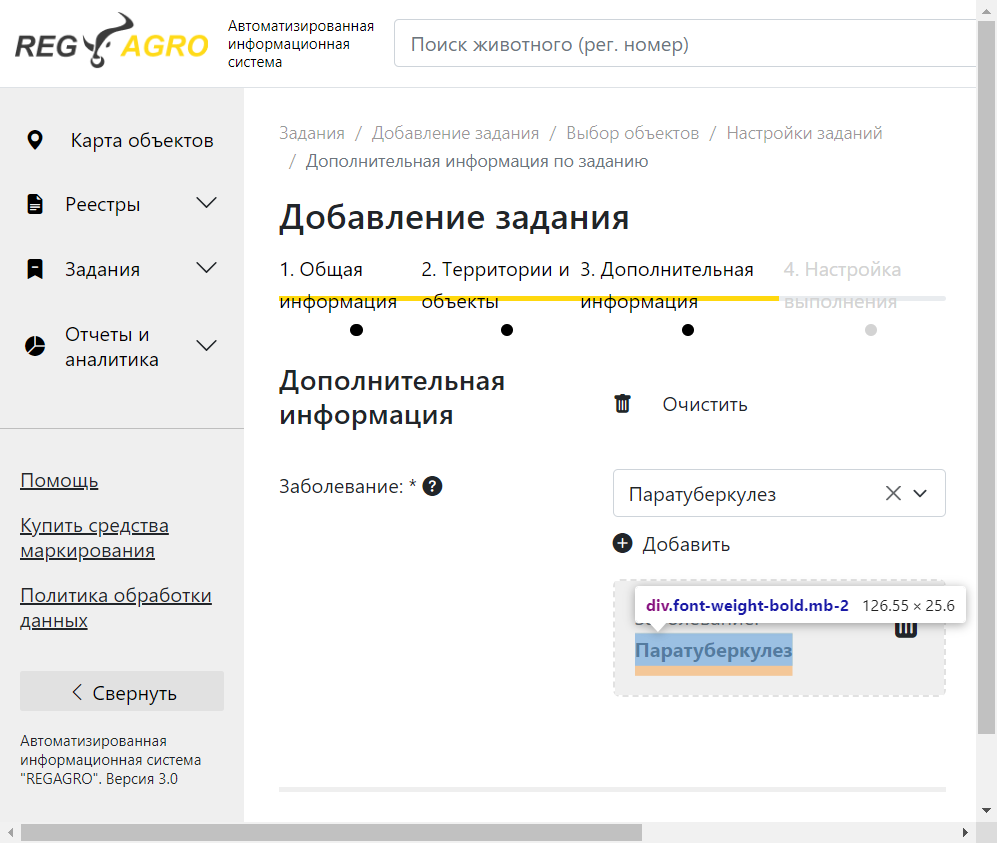 REG AGRO
Автоматизированная
информационная
система
Поиск животного (рег. номер)
Карта объектов
Реестры
Задания
Отчеты и
аналитика
Помощь
Купить средства
маркирования
Политика обработки
данных
Свернуть
Автоматизированная
информационная система
"REGAGRO". Версия 3.0
Задания / Добавление задания / Выбор объектов / Настройки заданий
/ Дополнительная информация по заданию
Добавление задания
1. Общая
информация
2. Территории и
объекты
3. Дополнительная
информация
4. Настройка
выполнения
Дополнительная
информация
Очистить
Заболевание: * ?
Паратуберкулез
Добавить
div.font-weight-bold.mb-2 126.55 × 25.6
Паратуберкулез